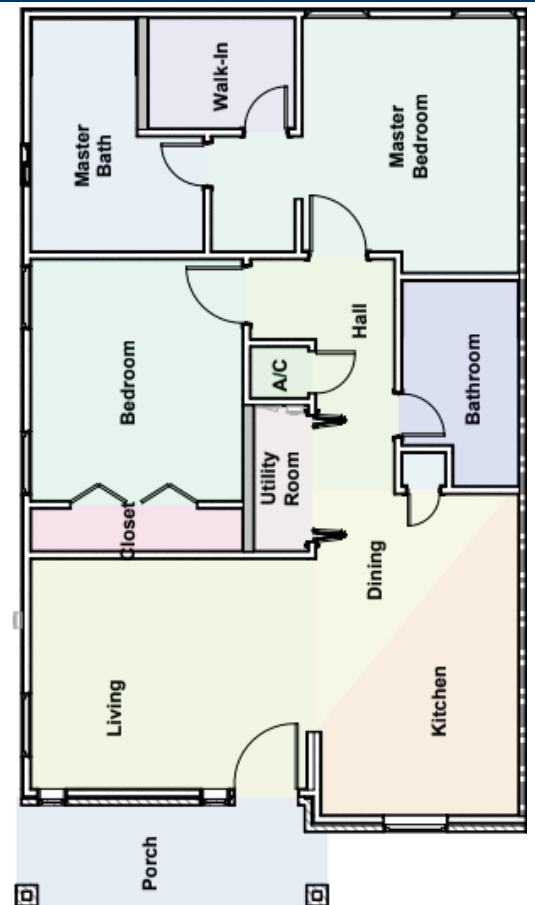 Walk-In
Master
Bath
Master
Bedroom
Hall
Bedroom
A/C
Bathroom
Utility
Room
Closet
Dining
Living
Kitchen
Porch